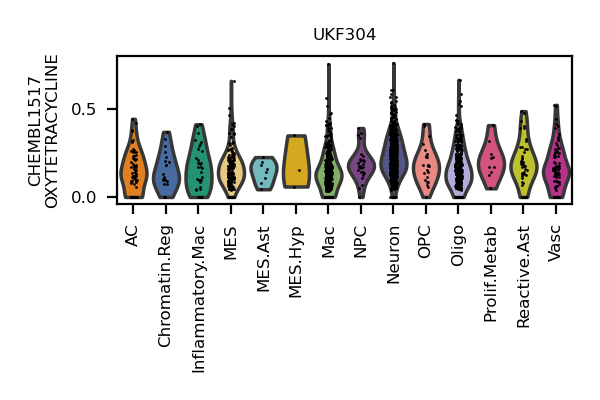 UKF304
CHEMBL1517
OXYTETRACYCLINE
0.5
0.0
AC
Chromatin.Reg
Inflammatory.Mac
MES
MES.Ast
MES.Hyp
Mac
NPC
Neuron
OPC
Oligo
Prolif.Metab
Reactive.Ast
Vasc